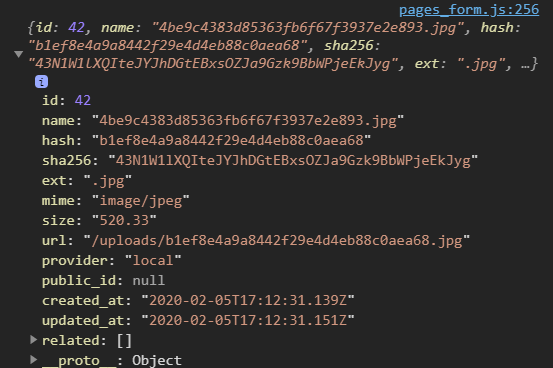 pages_form.js:256
{id: 42, name: "4be9c4383d85363fb6f67f3937e2e893.jpg", hash:
"b1ef8e4a9a8442f29e4d4eb88c0aea68", sha256:
"43N1W1lXQIteJYJhDGtEBxsOZJa9Gzk9BbWPjeEkJyg", ext: ".jpg", …}
i
id: 42
name: "4be9c4383d85363fb6f67f3937e2e893.jpg"
hash: "b1ef8e4a9a8442f29e4d4eb88c0aea68"
sha256: "43N1W1lXQIteJYJhDGtEBxsOZJa9Gzk9BbWPjeEkJyg"
ext: ".jpg"
mime: "image/jpeg"
size: "520.33"
url: "/uploads/b1ef8e4a9a8442f29e4d4eb88c0aea68.jpg"
provider: "local"
public_id: null
created_at: "2020-02-05T17:12:31.139Z"
updated_at: "2020-02-05T17:12:31.151Z"
related: []
__proto__: Object